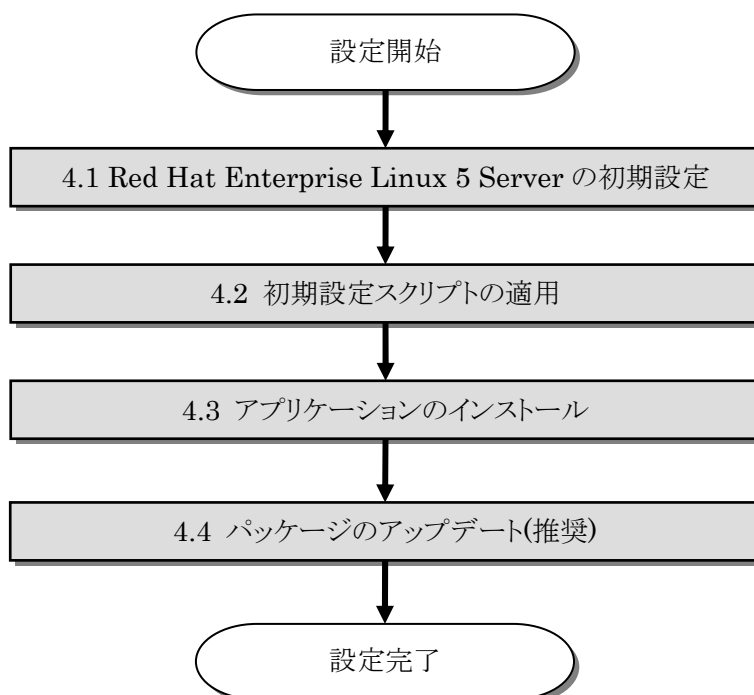 設定開始
4.1 Red Hat Enterprise Linux 5 Server の初期設定
4.2 初期設定スクリプトの適用
4.3 アプリケーションのインストール
4.4 パッケージのアップデート(推奨)
設定完了